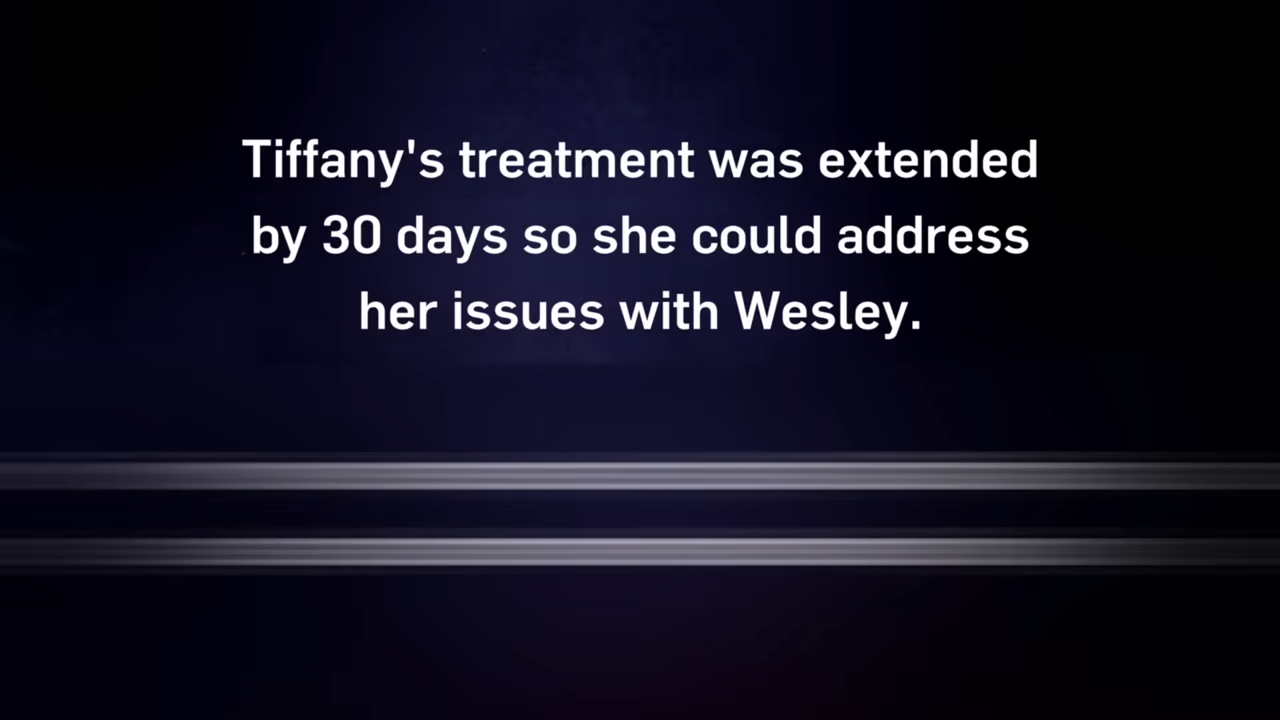 Tiffany's treatment was extended
by 30 days so she could address
her issues with Wesley.